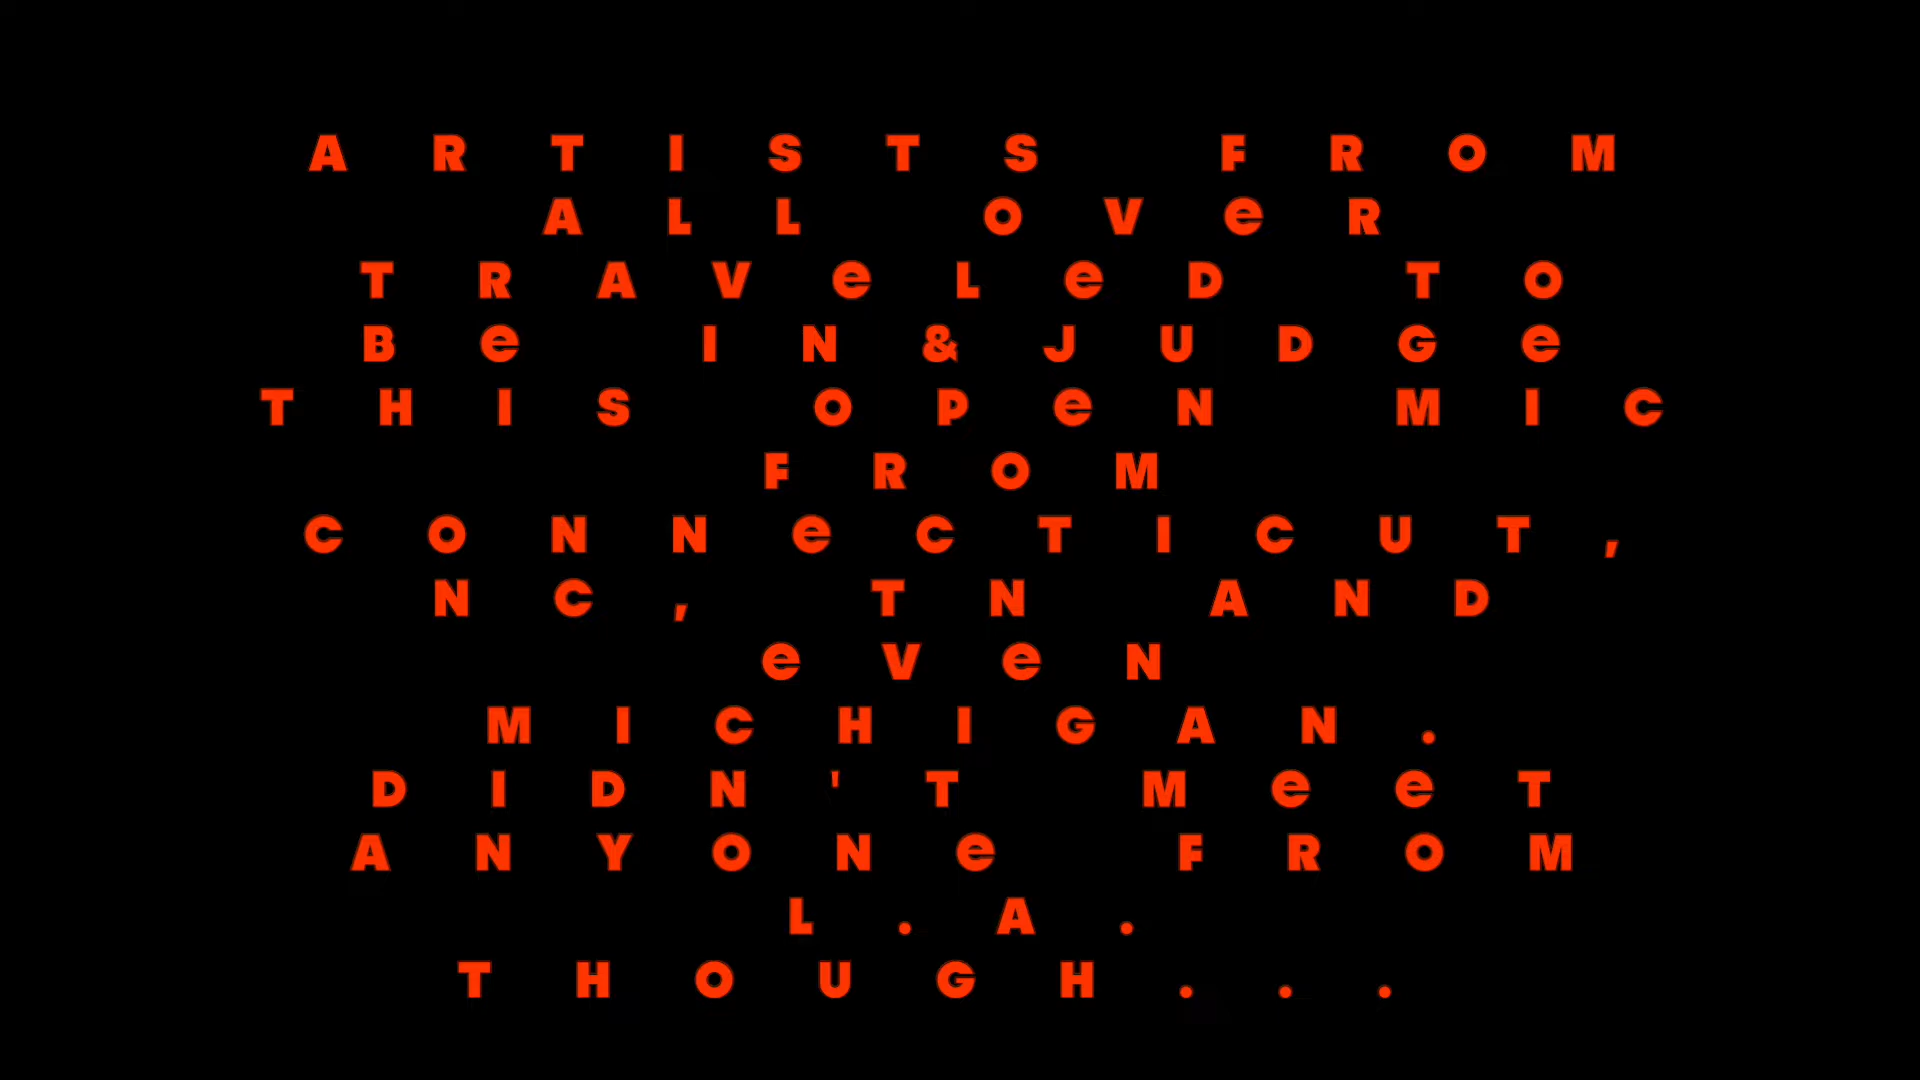 ARTISTS FROM
ALL OVeR
TRAVeLeD TO
Be IN&JUDGe
THIS OPeN MIC
FROM
CONNeCTICUT,
NC, TN AND
eVeN
MICHIGAN.
DIDN'T MeeT
ANYONe FROM
L.A.
THOUGH...